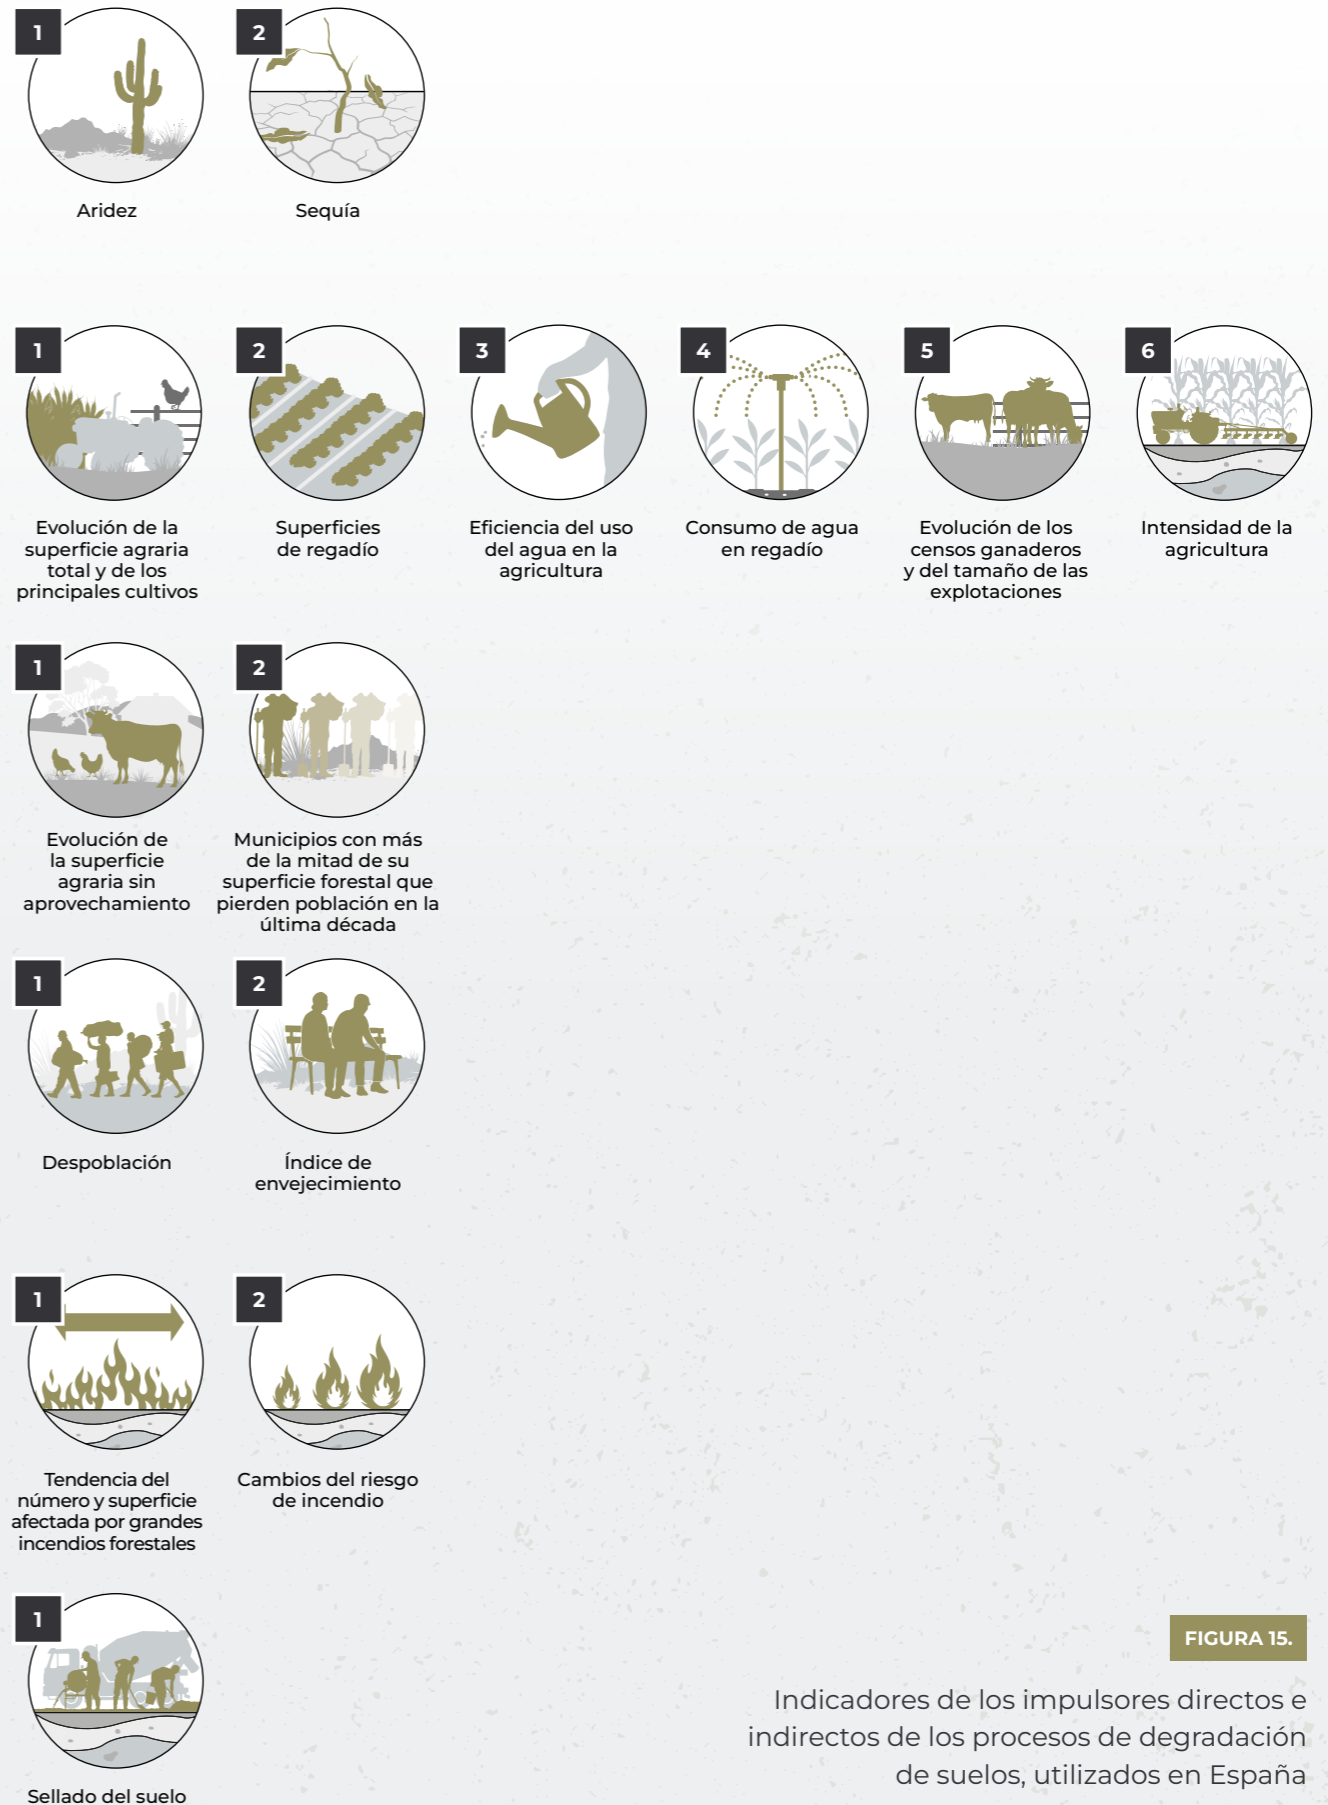 1
Aridez
2
Sequía
1
Evolución de la
superficie agraria
total y de los
principales cultivos
2
Superficies
de regadío
3
Eficiencia del uso
del agua en la
agricultura
4
Consumo de agua
en regadío
5
Evolución de los
censos ganaderos
y del tamaño de las
explotaciones
6
Intensidad de la
agricultura
1
Evolución de
la superficie
agraria sin
aprovechamiento
2
Municipios con más
de la mitad de su
superficie forestal que
pierden población en la
última década
1
Despoblación
2
Índice de
envejecimiento
1
Tendencia del
número y superficie
afectada por grandes
incendios forestales
2
Cambios del riesgo
de incendio
1
Sellado del suelo
FIGURA 15.
Indicadores de los impulsores directos e
indirectos de los procesos de degradación
de suelos, utilizados en España